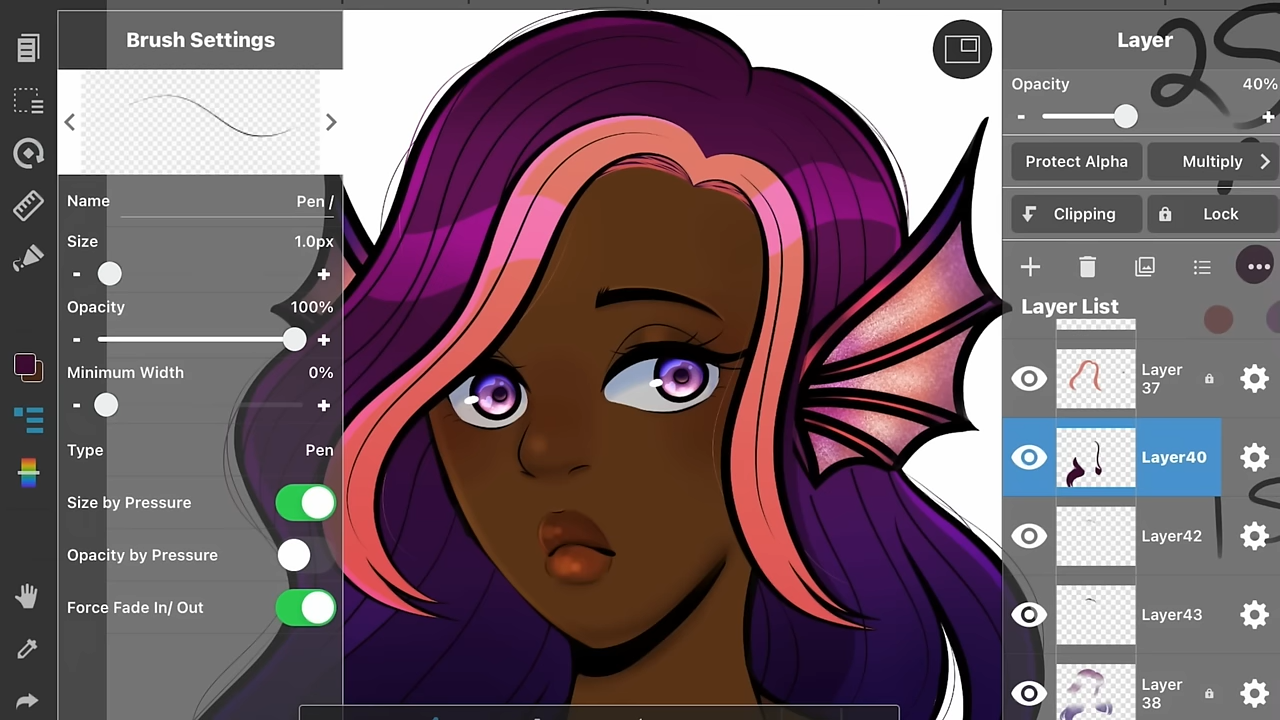 Brush Settings
Name Pen /
Size 1.0px
- +
Opacity 100%
- +
Minimum Width 0%
- +
Type Pen
Size by Pressure
Opacity by Pressure
Force Fade In/ Out
Layer
Opacity 40%
- +
Protect Alpha Multiply
Clipping Lock
Layer List
Layer
37
Layer40
Layer42
Layer43
Layer
38